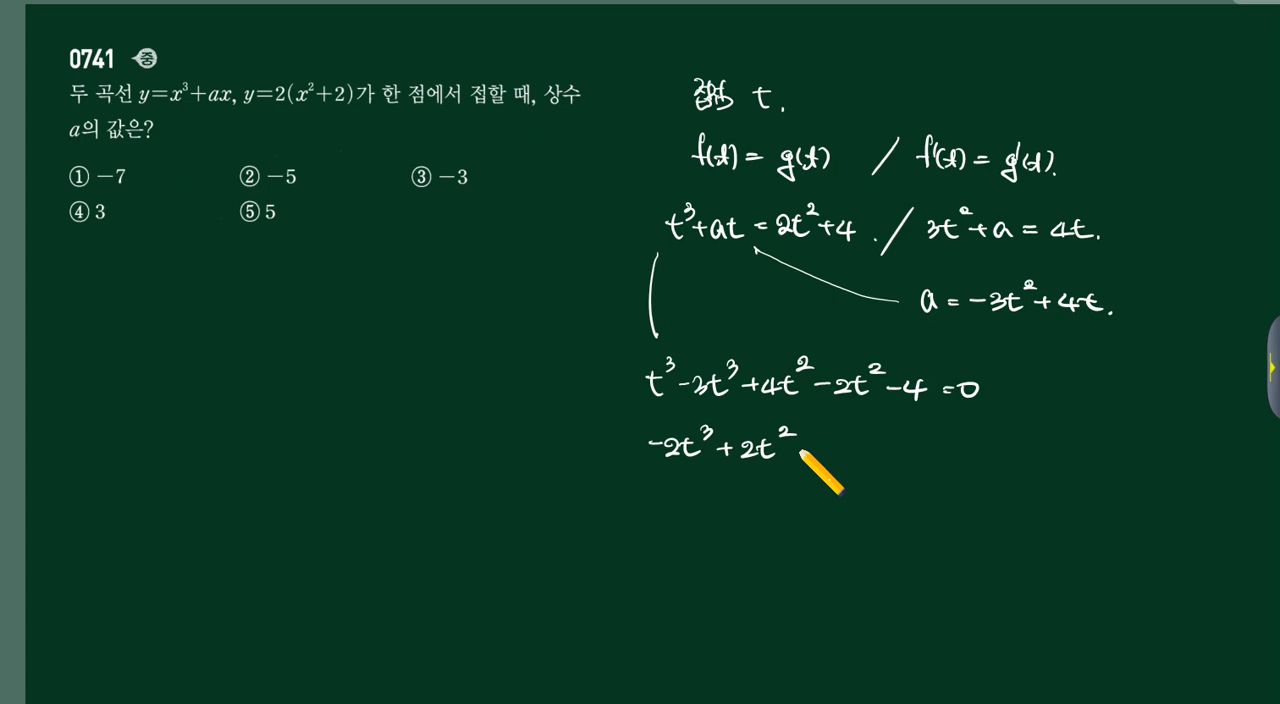 0741 중
두 곡선 y=x³+ax, y=2(x²+2)가 한 점에서 접할 때, 상수
a의 값은?
① −7 ② −5 ③ −3
④ 3 ⑤ 5
t.
f(t) = g(t) / f'(t) = g'(t).
t³+at = 2t²+4 . / 3t²+a = 4t.
a = −3t²+4t.
t³−3t³+4t²−2t²−4 =0
−2t³+2t²